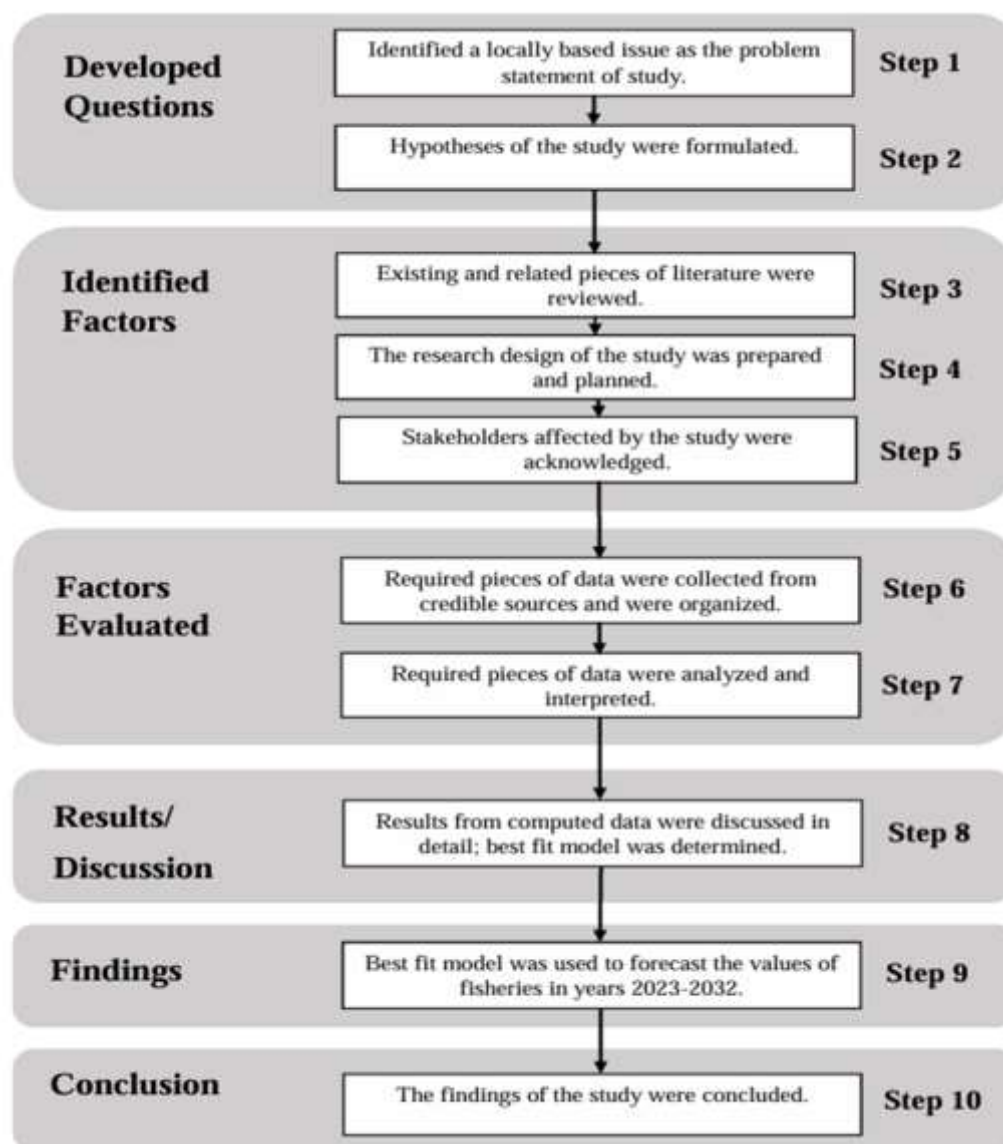 Developed
Questions
Identified a locally based issue as the problem
statement of study.
Step 1
Hypotheses of the study were formulated.
Step 2
Identified
Factors
Existing and related pieces of literature were
reviewed.
Step 3
The research design of the study was prepared
and planned.
Step 4
Stakeholders affected by the study were
acknowledged.
Step 5
Factors
Evaluated
Required pieces of data were collected from
credible sources and were organized.
Step 6
Required pieces of data were analyzed and
interpreted.
Step 7
Results/
Discussion
Results from computed data were discussed in
detail; best fit model was determined.
Step 8
Findings
Best fit model was used to forecast the values of
fisheries in years 2023-2032.
Step 9
Conclusion
The findings of the study were concluded.
Step 10